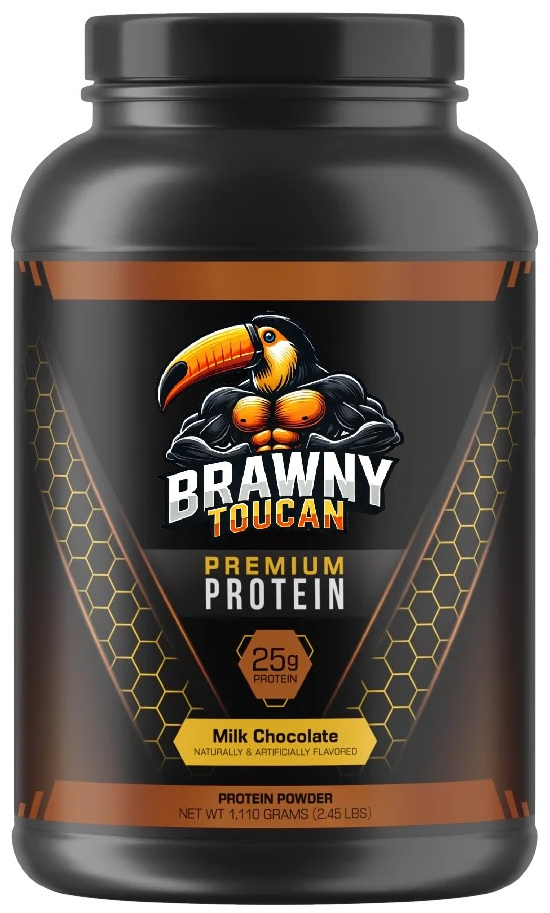 BRAWNY
TOUCAN
PREMIUM
PROTEIN
25g
PROTEIN
Milk Chocolate
NATURALLY & ARTIFICIALLY FLAVORED
PROTEIN POWDER
NET WT 1,110 GRAMS (2.45 LBS)